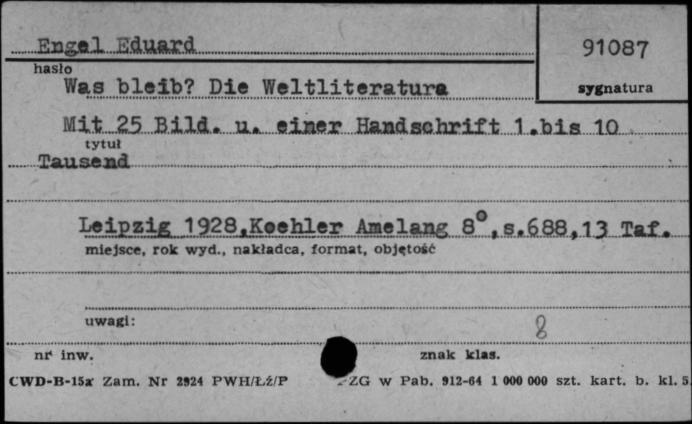 Engel Eduard
91087
hasło
sygnatura
Was bleib? Die Weltliteratura
Mit 25 Bild. u. einer Handschrift 1.bis 10
tytuł
Tausend
Leipzig 1928,Koehler Amelang 8°,s.688,13 Taf.
miejsce, rok wyd., nakładca, format, objętość
uwagi:
8
nr inw.
znak klas.
CWD-B-15a Zam. Nr 2924 PWH/Łź/P ZG w Pab. 912-64 1 000 000 szt. kart. b. kl. 5